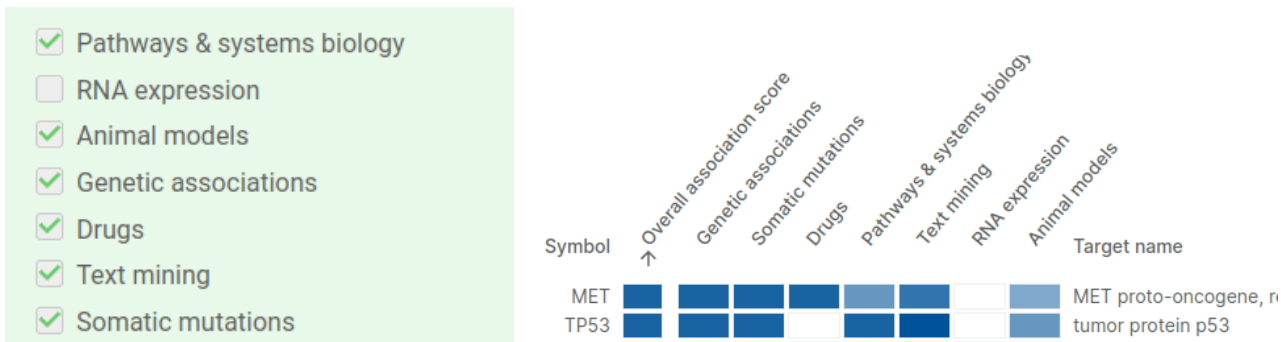 Pathways & systems biology
RNA expression
Animal models
Genetic associations
Drugs
Text mining
Somatic mutations
Symbol
Overall association score
Genetic associations
Somatic mutations
Drugs
Pathways & systems biology
Text mining
RNA expression
Animal models
Target name
MET
MET proto-oncogene, re
TP53
tumor protein p53